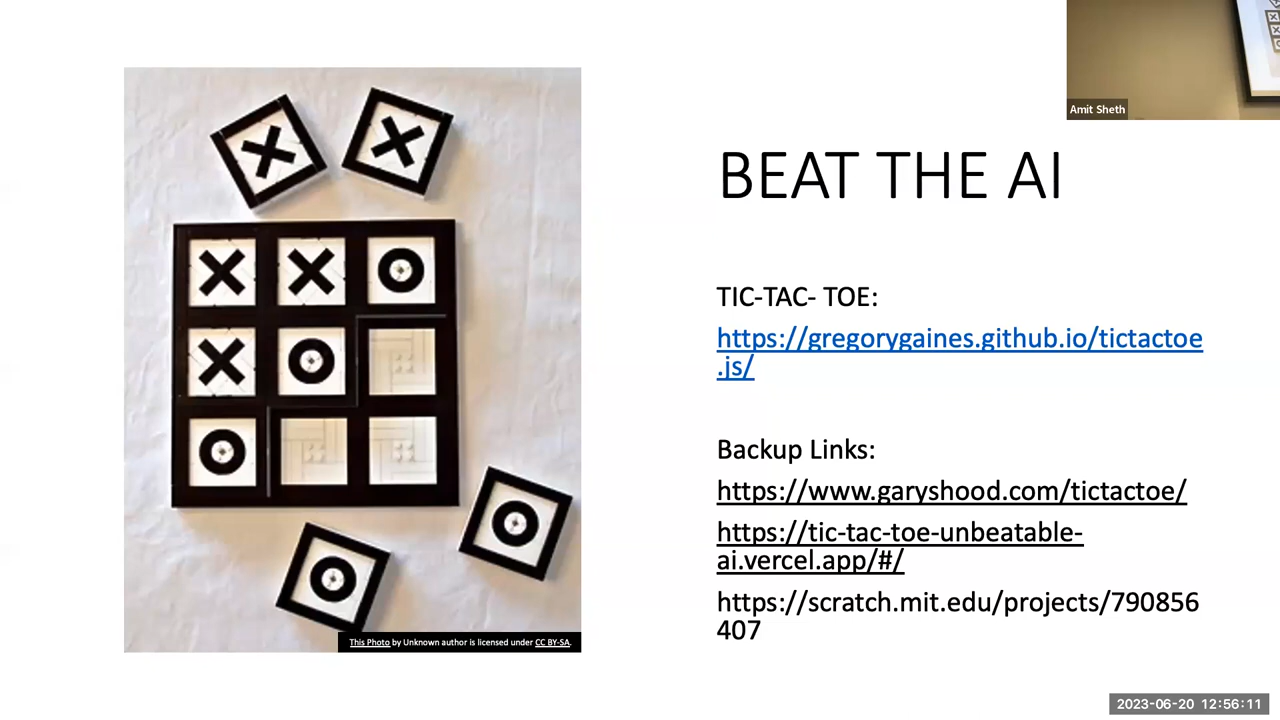 Amit Sheth
BEAT THE AI
TIC-TAC- TOE:
https://gregorygaines.github.io/tictactoe
.js/
Backup Links:
https://www.garyshood.com/tictactoe/
https://tic-tac-toe-unbeatable-
ai.vercel.app/#/
https://scratch.mit.edu/projects/790856
407
X X
X X O
X O
O
O
O
This Photo by Unknown author is licensed under CC BY-SA.
2023-06-20 12:56:11